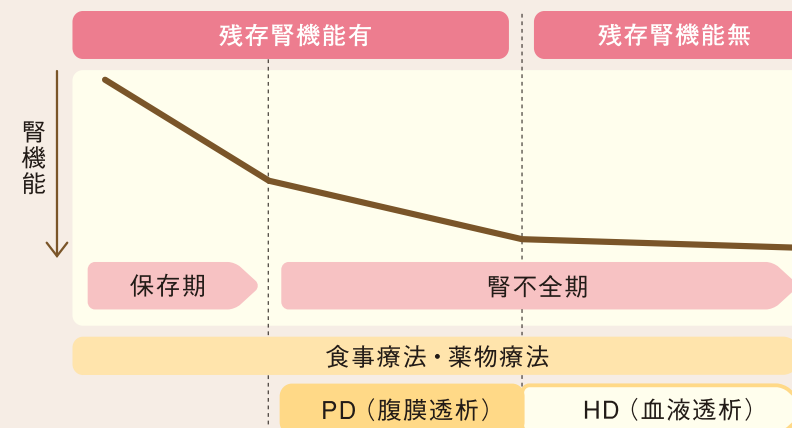 残存腎機能有
残存腎機能無
腎機能
保存期
腎不全期
食事療法・薬物療法
PD（腹膜透析）
HD（血液透析）